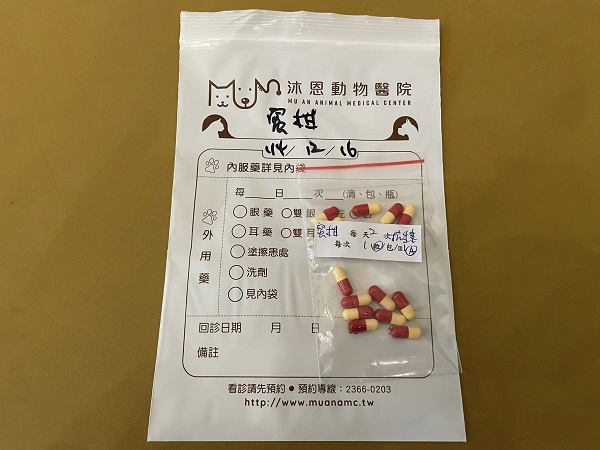 MUAN 沐恩動物醫院
MU AN ANIMAL MEDICAL CENTER
蜜柑
114/12/16
內服藥詳見內袋
每 日 次 (滴、包、瓶)
外用藥
眼藥 雙眼
耳藥 雙耳
塗擦患處
洗劑
見內袋
蜜柑 每 天 2 次
每次 1
回診日期 月 日
備註
看診請先預約 ● 預約專線：2366-0203
http://www.muanamc.tw